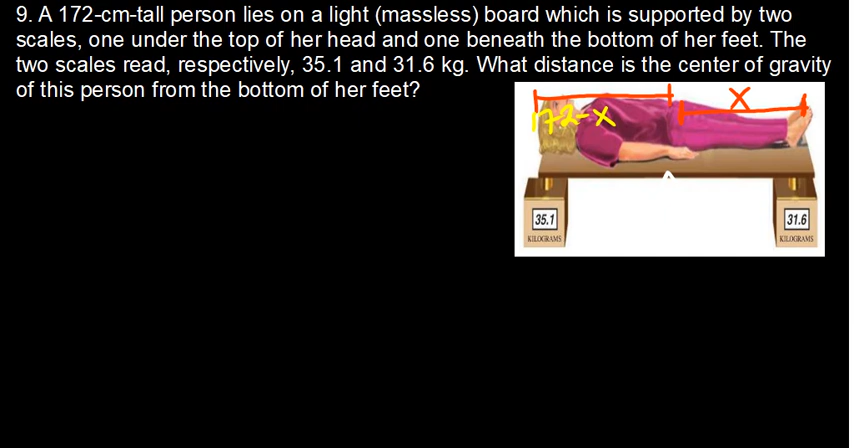 9. A 172-cm-tall person lies on a light (massless) board which is supported by two
scales, one under the top of her head and one beneath the bottom of her feet. The
two scales read, respectively, 35.1 and 31.6 kg. What distance is the center of gravity
of this person from the bottom of her feet?
X
172-x
35.1
KILOGRAMS
31.6
KILOGRAMS